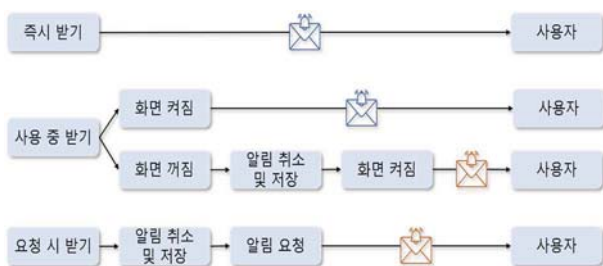 즉시 받기
사용자
사용 중 받기
화면 켜짐
사용자
화면 꺼짐
알림 취소
및 저장
화면 켜짐
사용자
요청 시 받기
알림 취소
및 저장
알림 요청
사용자